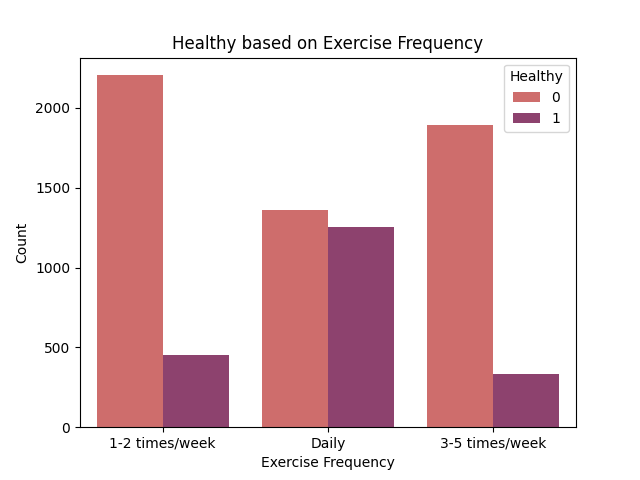 Healthy based on Exercise Frequency
Healthy
0
1
2000
1500
1000
500
0
Count
1-2 times/week
Daily
3-5 times/week
Exercise Frequency